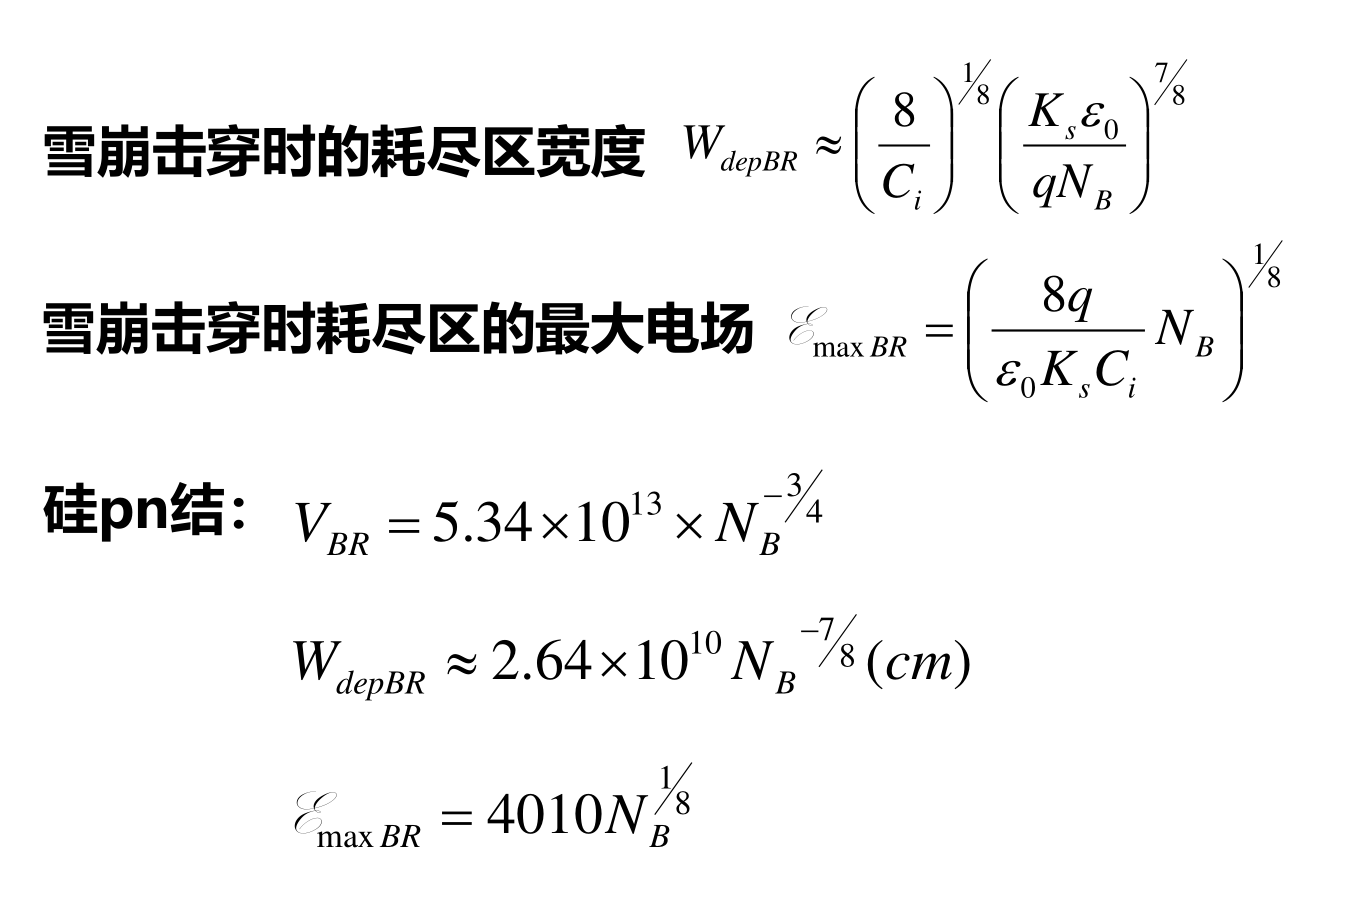 雪崩击穿时的耗尽区宽度 $W_{depBR} \approx \left(\frac{8}{C_i}\right)^{1/8} \left(\frac{K_s \varepsilon_0}{qN_B}\right)^{7/8}$
雪崩击穿时耗尽区的最大电场 $\mathscr{E}_{\max BR} = \left(\frac{8q}{\varepsilon_0 K_s C_i} N_B\right)^{1/8}$
硅pn结： $V_{BR} = 5.34 \times 10^{13} \times N_B^{-3/4}$
$W_{depBR} \approx 2.64 \times 10^{10} N_B^{-7/8} (cm)$
$\mathscr{E}_{\max BR} = 4010 N_B^{1/8}$